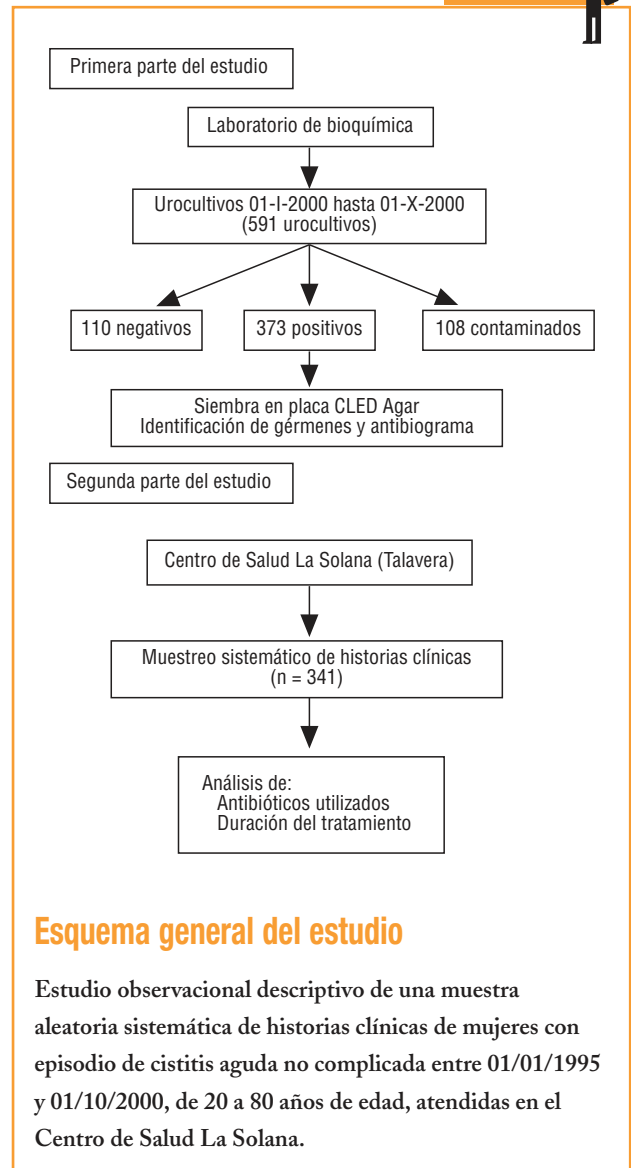 Primera parte del estudio
Laboratorio de bioquímica
Urocultivos 01-I-2000 hasta 01-X-2000
(591 urocultivos)
110 negativos
373 positivos
108 contaminados
Siembra en placa CLED Agar
Identificación de gérmenes y antibiograma
Segunda parte del estudio
Centro de Salud La Solana (Talavera)
Muestreo sistemático de historias clínicas
(n = 341)
Análisis de:
Antibióticos utilizados
Duración del tratamiento
Esquema general del estudio
Estudio observacional descriptivo de una muestra
aleatoria sistemática de historias clínicas de mujeres con
episodio de cistitis aguda no complicada entre 01/01/1995
y 01/10/2000, de 20 a 80 años de edad, atendidas en el
Centro de Salud La Solana.